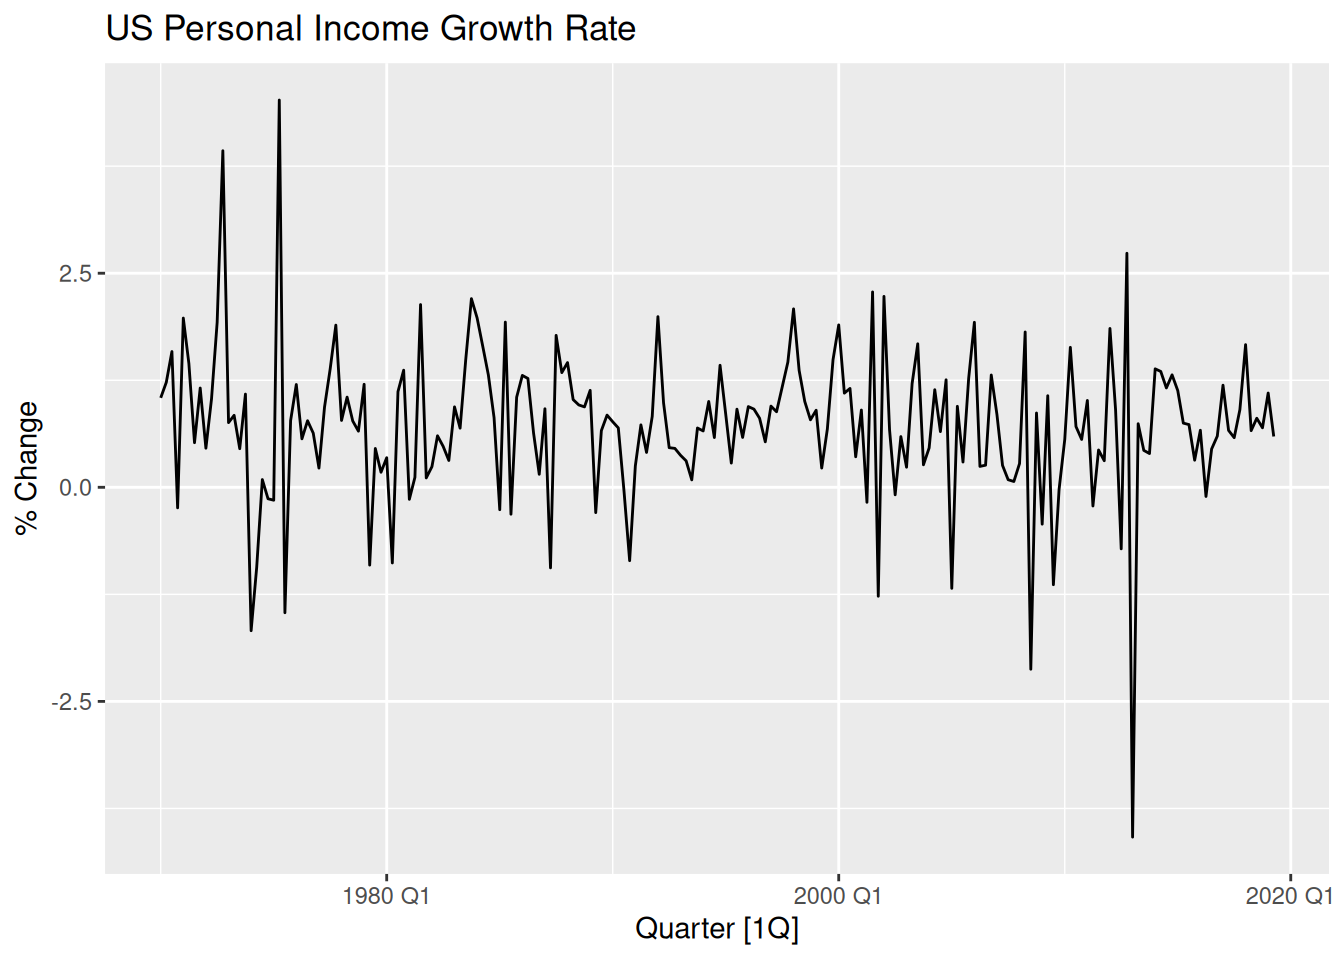 US Personal Income Growth Rate
% Change
2.5
0.0
-2.5
1980 Q1
2000 Q1
2020 Q1
Quarter [1Q]